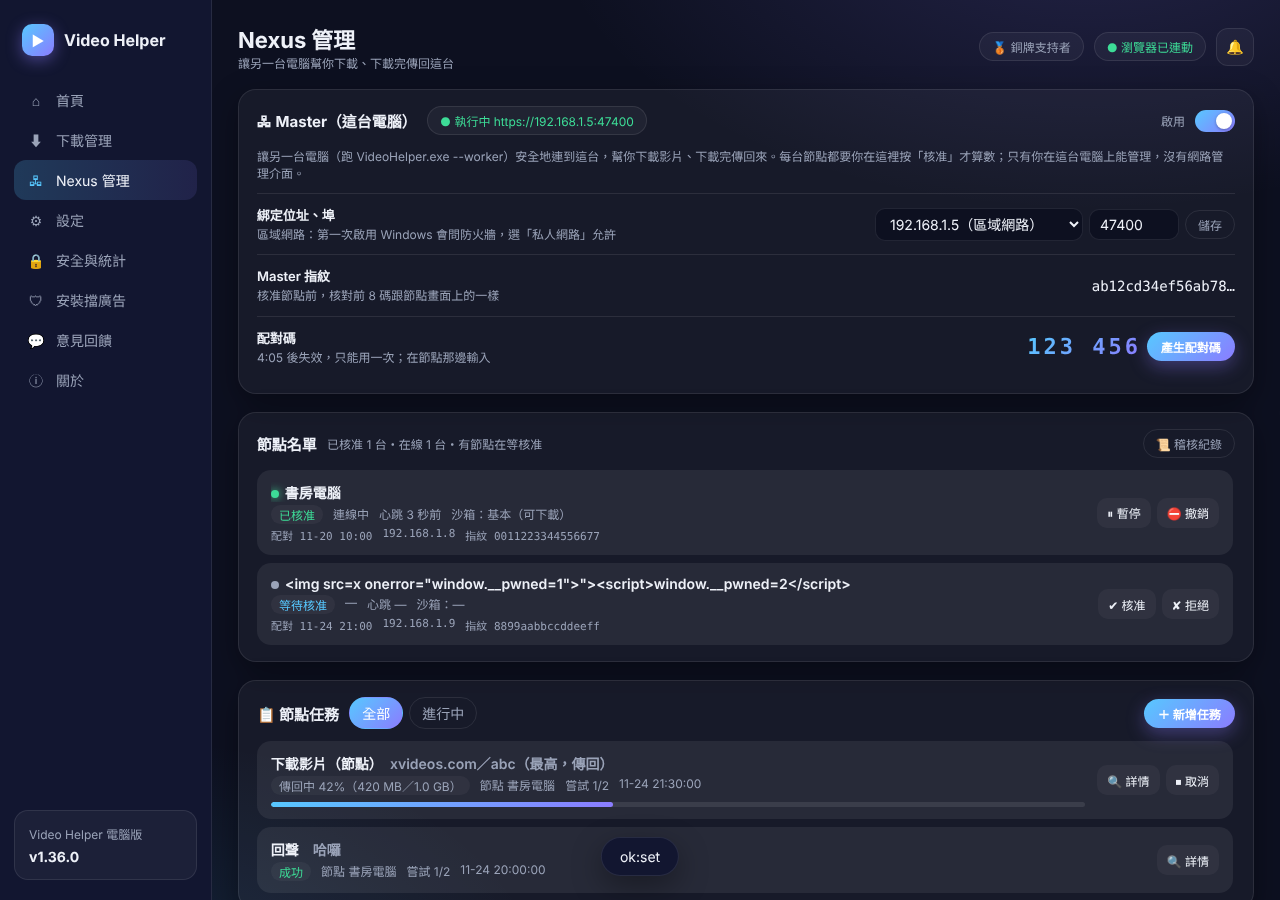 Video Helper
首頁
下載管理
Nexus 管理
設定
安全與統計
安裝擋廣告
意見回饋
關於
Video Helper 電腦版
v1.36.0
Nexus 管理
讓另一台電腦幫你下載、下載完傳回這台
銅牌支持者
瀏覽器已連動
Master（這台電腦）
執行中 https://192.168.1.5:47400
啟用
讓另一台電腦（跑 VideoHelper.exe --worker）安全地連到這台，幫你下載影片、下載完傳回來。每台節點都要你在這裡按「核准」才算數；只有你在這台電腦上能管理，沒有網路管
理介面。
綁定位址、埠
區域網路：第一次啟用 Windows 會問防火牆，選「私人網路」允許
192.168.1.5（區域網路）
47400
儲存
Master 指紋
核准節點前，核對前 8 碼跟節點畫面上的一樣
ab12cd34ef56ab78…
配對碼
4:05 後失效，只能用一次；在節點那邊輸入
123 456
產生配對碼
節點名單 已核准 1 台・在線 1 台・有節點在等核准
稽核紀錄
書房電腦
已核准 連線中 心跳 3 秒前 沙箱：基本（可下載）
配對 11-20 10:00 192.168.1.8 指紋 0011223344556677
暫停
撤銷
<img src=x onerror="window.__pwned=1">"><script>window.__pwned=2</script>
等待核准 — 心跳 — 沙箱：—
配對 11-24 21:00 192.168.1.9 指紋 8899aabbccddeeff
✔ 核准
✘ 拒絕
節點任務
全部
進行中
＋ 新增任務
下載影片（節點） xvideos.com／abc（最高，傳回）
傳回中 42%（420 MB／1.0 GB） 節點 書房電腦 嘗試 1/2 11-24 21:30:00
詳情
取消
回聲 哈囉
成功 節點 書房電腦 嘗試 1/2 11-24 20:00:00
詳情
ok:set